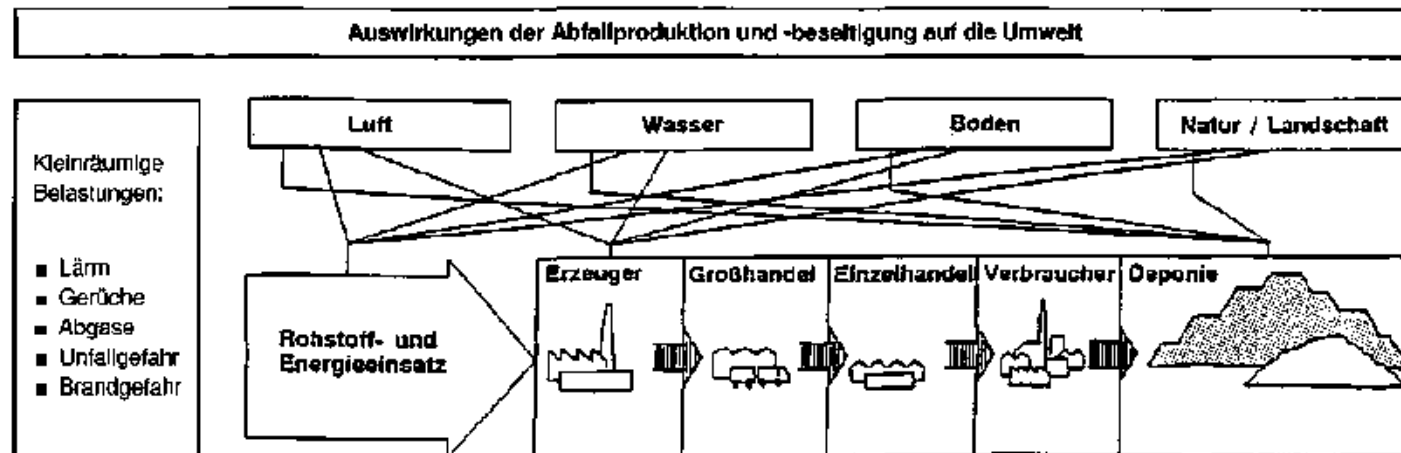 Auswirkungen der Abfallproduktion und -beseitigung auf die Umwelt
Luft
Wasser
Boden
Natur / Landschaft
Kleinräumige
Belastungen:
■ Lärm
■ Gerüche
■ Abgase
■ Unfallgefahr
■ Brandgefahr
Rohstoff- und
Energieeinsatz
Erzeuger
Großhandel
Einzelhandel
Verbraucher
Deponie